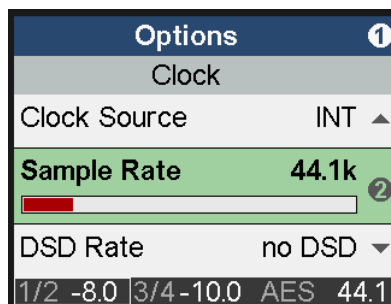 Options 1
Clock
Clock Source INT
Sample Rate 44.1k
2
DSD Rate no DSD
1/2 -8.0 3/4 -10.0 AES 44.1